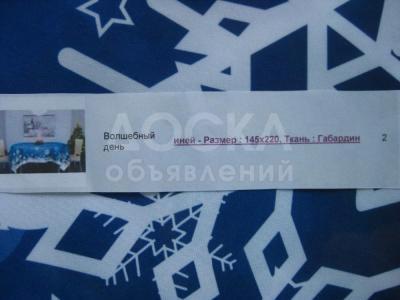 Волшебный иней - Размер : 145x220, Ткань : Габардин 2
день
ДОСКА
объявлений